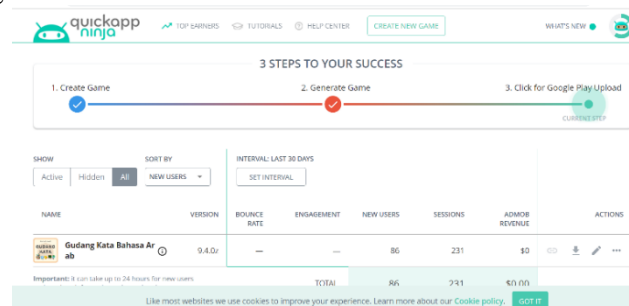 quickapp
ninja
TOP EARNERS
TUTORIALS
HELP CENTER
CREATE NEW GAME
WHAT'S NEW
3 STEPS TO YOUR SUCCESS
1. Create Game
2. Generate Game
3. Click for Google Play Upload
CURRENT STEP
SHOW
SORT BY
INTERVAL: LAST 30 DAYS
Active Hidden All
NEW USERS
SET INTERVAL
NAME VERSION BOUNCE RATE ENGAGEMENT NEW USERS SESSIONS ADMOB REVENUE ACTIONS
Gudang Kata Bahasa Ar
ab
9.4.0r — — 86 231 $0
Important: it can take up to 24 hours for new users
TOTAL 86 231 $0.00
Like most websites we use cookies to improve your experience. Learn more about our Cookie policy. GOT IT